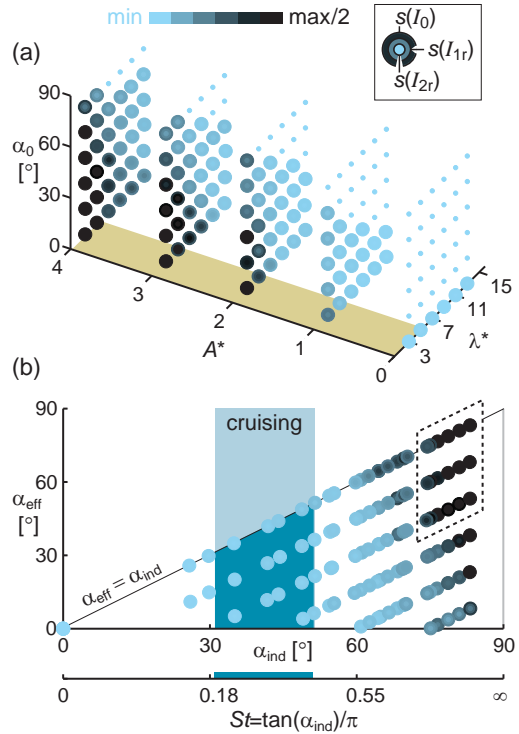 min max/2
(a)
s(I₀)
s(I₁ᵣ)
s(I₂ᵣ)
90
α₀ 60
[°]
30
0
4
3
2
1
0
A*
3
7
11
15
λ*
(b)
90
cruising
αeff 60
[°]
30
0
αeff = αind
0 30 αind [°] 60 90
0 0.18 0.55 ∞
St=tan(αind)/π